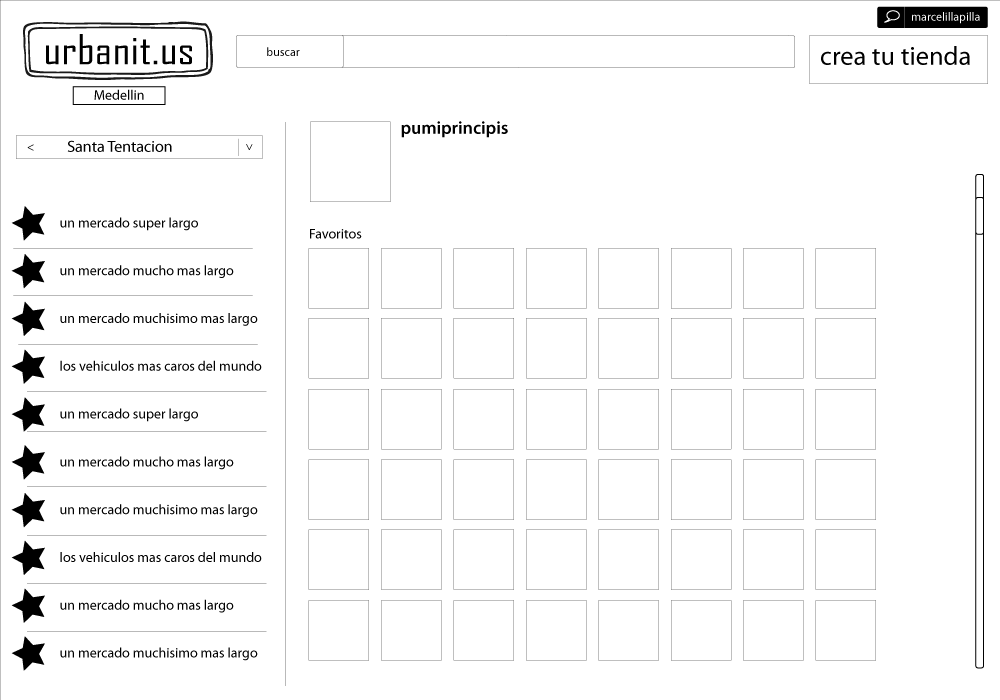 marcelillapilla
urbanit.us
buscar
crea tu tienda
Medellin
< Santa Tentacion v
pumiprincipis
Favoritos
un mercado super largo
un mercado mucho mas largo
un mercado muchisimo mas largo
los vehiculos mas caros del mundo
un mercado super largo
un mercado mucho mas largo
un mercado muchisimo mas largo
los vehiculos mas caros del mundo
un mercado mucho mas largo
un mercado muchisimo mas largo